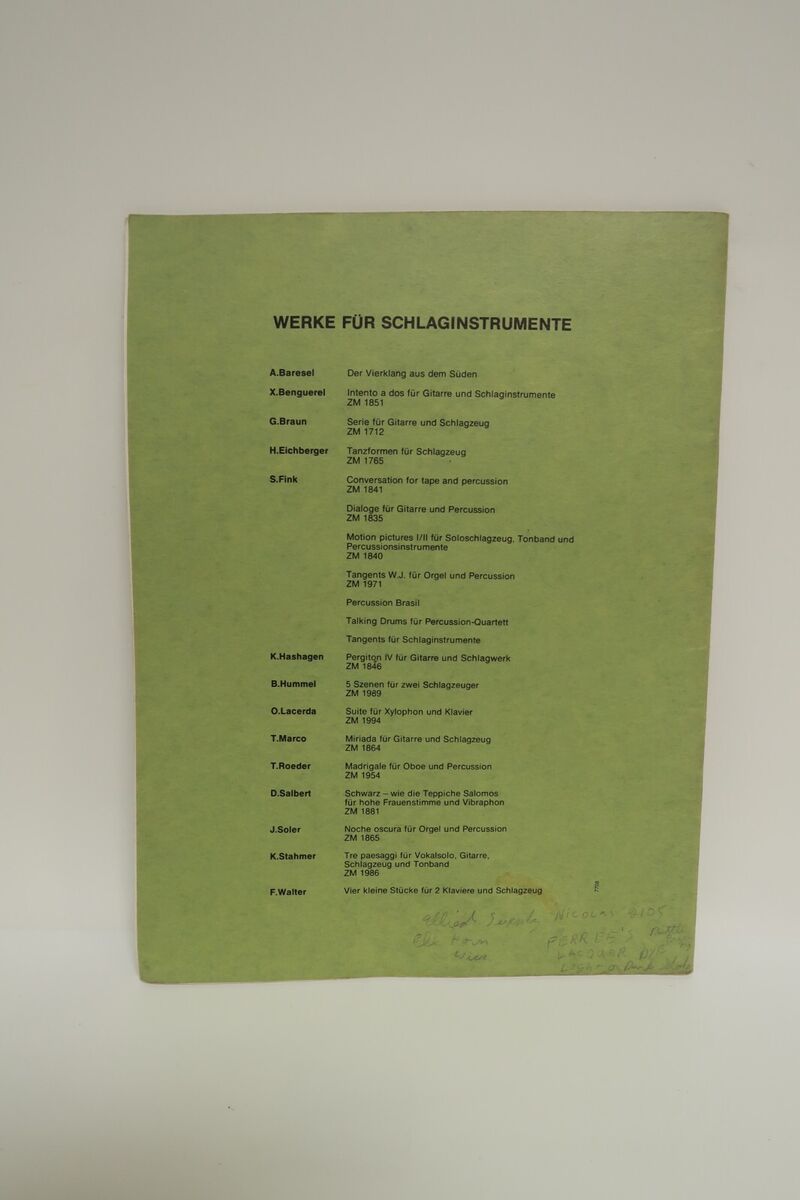 WERKE FÜR SCHLAGINSTRUMENTE
A.Baresel Der Vierklang aus dem Süden
X.Benguerel Intento a dos für Gitarre und Schlaginstrumente
ZM 1851
G.Braun Serie für Gitarre und Schlagzeug
ZM 1712
H.Eichberger Tanzformen für Schlagzeug
ZM 1765
S.Fink Conversation for tape and percussion
ZM 1841
Dialoge für Gitarre und Percussion
ZM 1835
Motion pictures I/II für Soloschlagzeug, Tonband und
Percussionsinstrumente
ZM 1840
Tangents W.J. für Orgel und Percussion
ZM 1971
Percussion Brasil
Talking Drums für Percussion-Quartett
Tangents für Schlaginstrumente
K.Hashagen Pergiton IV für Gitarre und Schlagwerk
ZM 1846
B.Hummel 5 Szenen für zwei Schlagzeuger
ZM 1989
O.Lacerda Suite für Xylophon und Klavier
ZM 1994
T.Marco Miriada für Gitarre und Schlagzeug
ZM 1864
T.Roeder Madrigale für Oboe und Percussion
ZM 1954
D.Salbert Schwarz – wie die Teppiche Salomos
für hohe Frauenstimme und Vibraphon
ZM 1881
J.Soler Noche oscura für Orgel und Percussion
ZM 1865
K.Stahmer Tre paesaggi für Vokalsolo, Gitarre,
Schlagzeug und Tonband
ZM 1986
F.Walter Vier kleine Stücke für 2 Klaviere und Schlagzeug
Allied NICOLAS